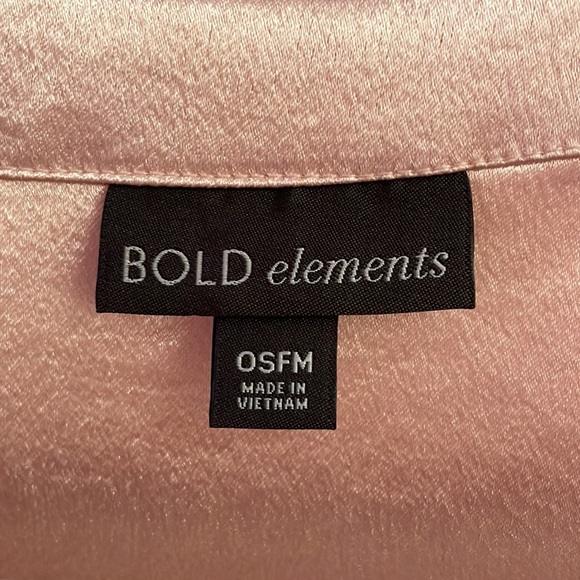 BOLD elements
OSFM
MADE IN
VIETNAM